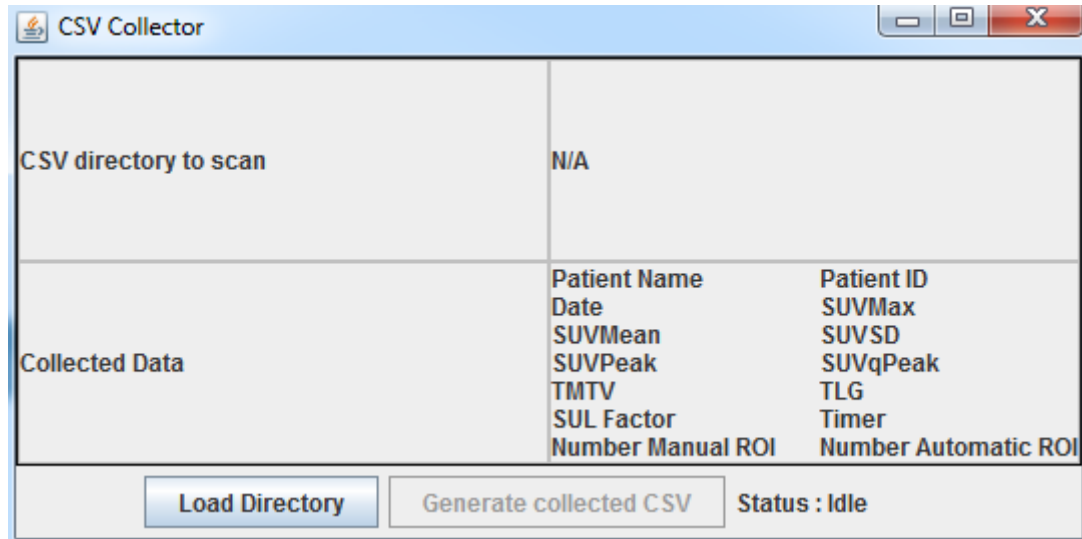 CSV Collector
CSV directory to scan
N/A
Collected Data
Patient Name Patient ID
Date SUVMax
SUVMean SUVSD
SUVPeak SUVqPeak
TMTV TLG
SUL Factor Timer
Number Manual ROI Number Automatic ROI
Load Directory Generate collected CSV Status : Idle